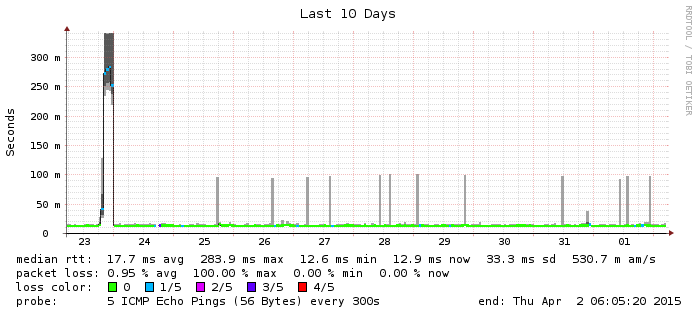 Last 10 Days
RRDTOOL / TOBI OETIKER
Seconds
300 m
250 m
200 m
150 m
100 m
50 m
0
23 24 25 26 27 28 29 30 31 01
median rtt: 17.7 ms avg 283.9 ms max 12.6 ms min 12.9 ms now 33.3 ms sd 530.7 m am/s
packet loss: 0.95 % avg 100.00 % max 0.00 % min 0.00 % now
loss color: 0 1/5 2/5 3/5 4/5
probe: 5 ICMP Echo Pings (56 Bytes) every 300s end: Thu Apr 2 06:05:20 2015